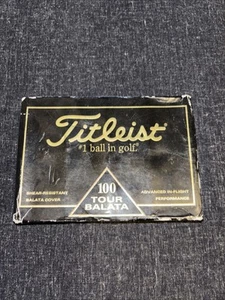 Titleist
#1 ball in golf.
100
TOUR
BALATA
SHEAR RESISTANT
BALATA COVER
ADVANCED IN-FLIGHT
PERFORMANCE